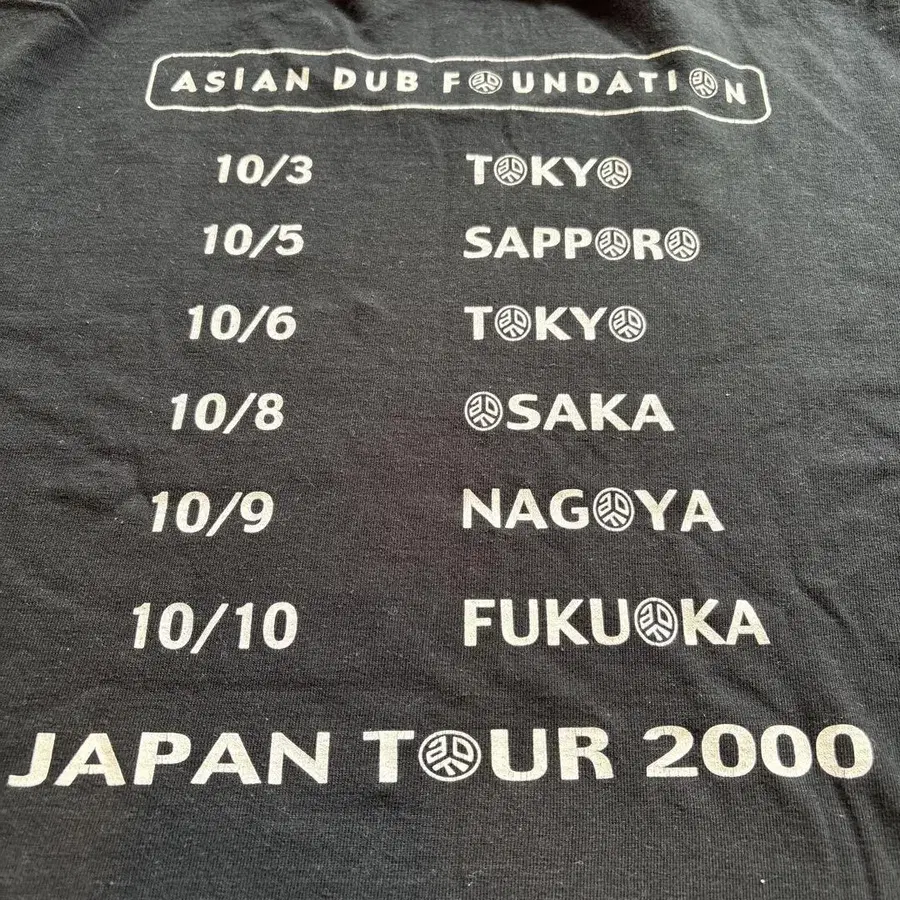 ASIAN DUB FOUNDATION
10/3 TOKYO
10/5 SAPPORO
10/6 TOKYO
10/8 OSAKA
10/9 NAGOYA
10/10 FUKUOKA
JAPAN TOUR 2000